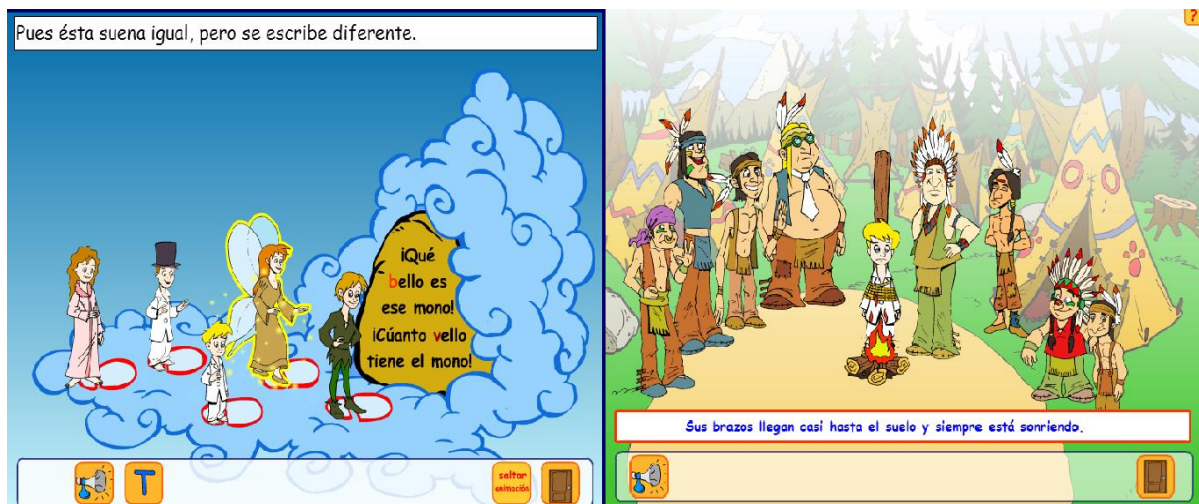 Pues ésta suena igual, pero se escribe diferente.
¡Qué
bello es
ese mono!
¡Cúanto vello
tiene el mono!
T
saltar
animación
?
Sus brazos llegan casi hasta el suelo y siempre está sonriendo.